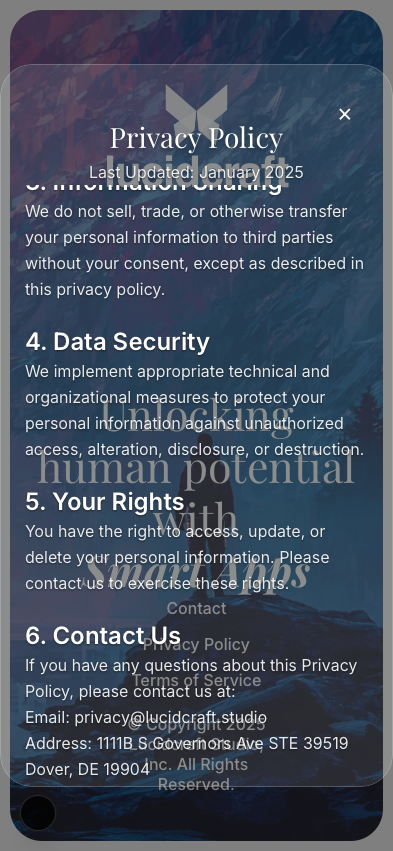 Privacy Policy
lucidcraft
Last Updated: January 2025
3. Information Sharing
We do not sell, trade, or otherwise transfer
your personal information to third parties
without your consent, except as described in
this privacy policy.
4. Data Security
We implement appropriate technical and
organizational measures to protect your
personal information against unauthorized
access, alteration, disclosure, or destruction.
5. Your Rights
You have the right to access, update, or
delete your personal information. Please
contact us to exercise these rights.
6. Contact Us
If you have any questions about this Privacy
Policy, please contact us at:
Email: privacy@lucidcraft.studio
Address: 1111B S Governors Ave STE 39519
Dover, DE 19904
Unlocking
human potential
with
Smart Apps
Contact
Privacy Policy
Terms of Service
© Copyright 2025
Lucidcraft Studio,
Inc. All Rights
Reserved.